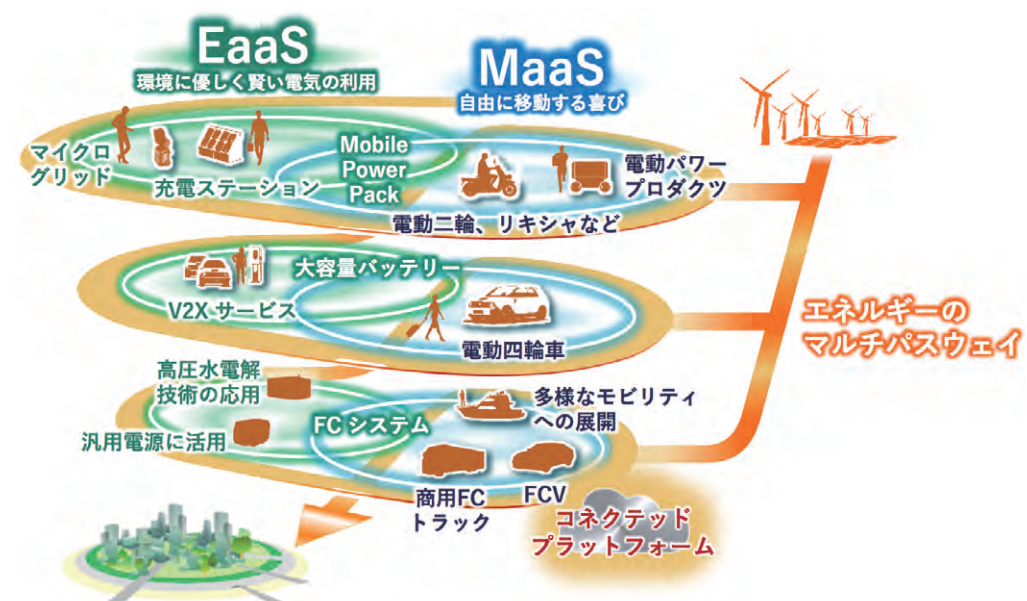 EaaS
環境に優しく賢い電気の利用
MaaS
自由に移動する喜び
マイクロ
グリッド
充電ステーション
Mobile
Power
Pack
電動二輪、リキシャなど
電動パワー
プロダクツ
大容量バッテリー
V2X サービス
電動四輪車
エネルギーの
マルチパスウェイ
高圧水電解
技術の応用
汎用電源に活用
FC システム
多様なモビリティ
への展開
商用FC
トラック
FCV
コネクテッド
プラットフォーム